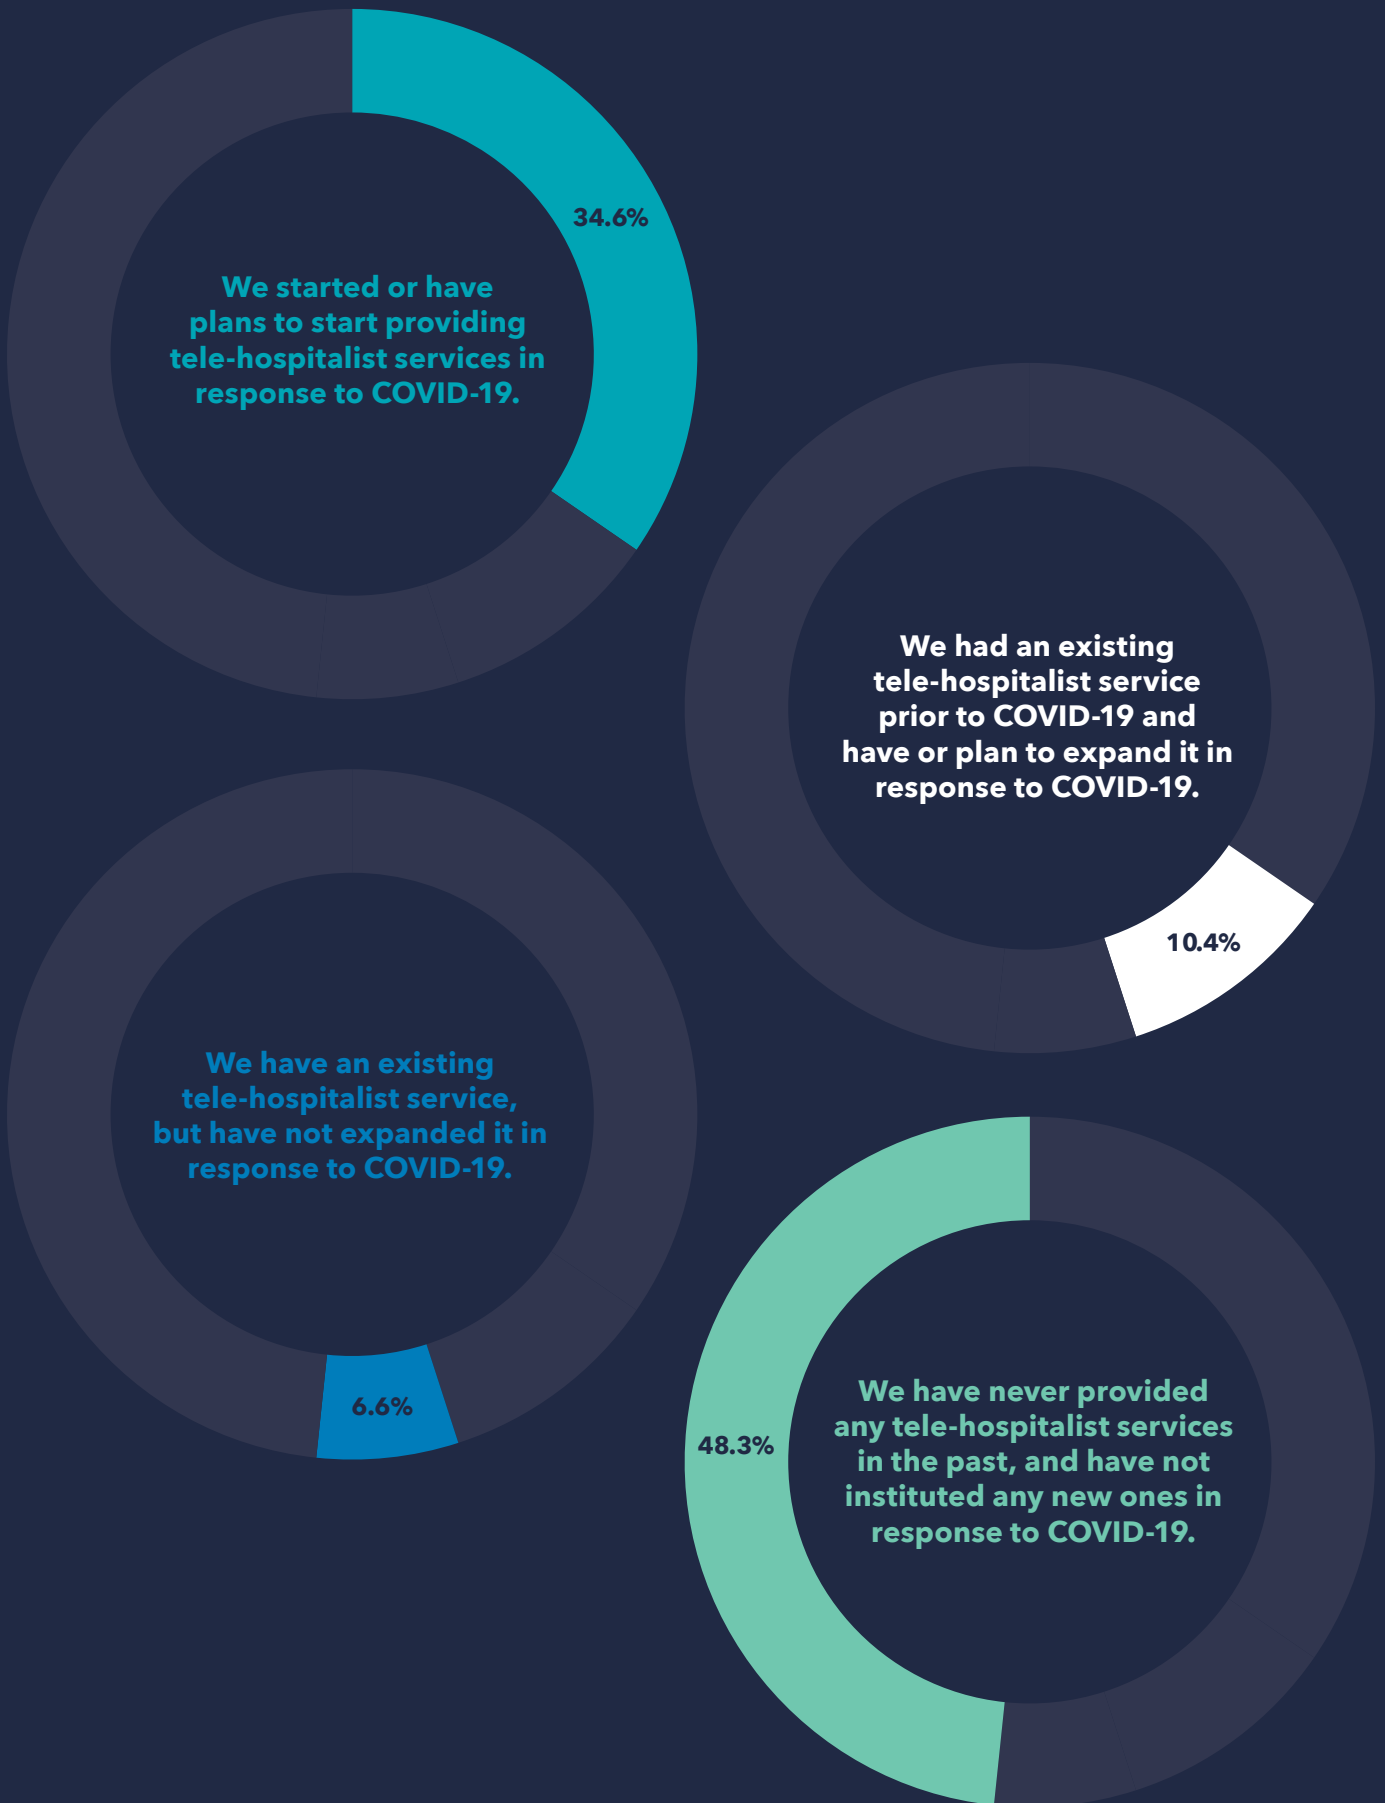 34.6%
We started or have
plans to start providing
tele-hospitalist services in
response to COVID-19.
We had an existing
tele-hospitalist service
prior to COVID-19 and
have or plan to expand it in
response to COVID-19.
10.4%
We have an existing
tele-hospitalist service,
but have not expanded it in
response to COVID-19.
6.6%
48.3%
We have never provided
any tele-hospitalist services
in the past, and have not
instituted any new ones in
response to COVID-19.